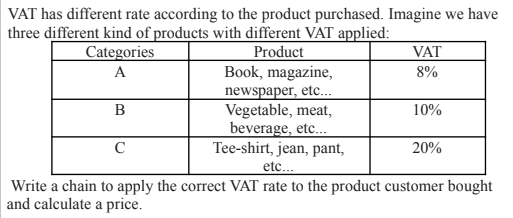 VAT has different rate according to the product purchased. Imagine we have
three different kind of products with different VAT applied:
Categories Product VAT
A Book, magazine, 8%
newspaper, etc...
B Vegetable, meat, 10%
beverage, etc...
C Tee-shirt, jean, pant, 20%
etc...
Write a chain to apply the correct VAT rate to the product customer bought
and calculate a price.